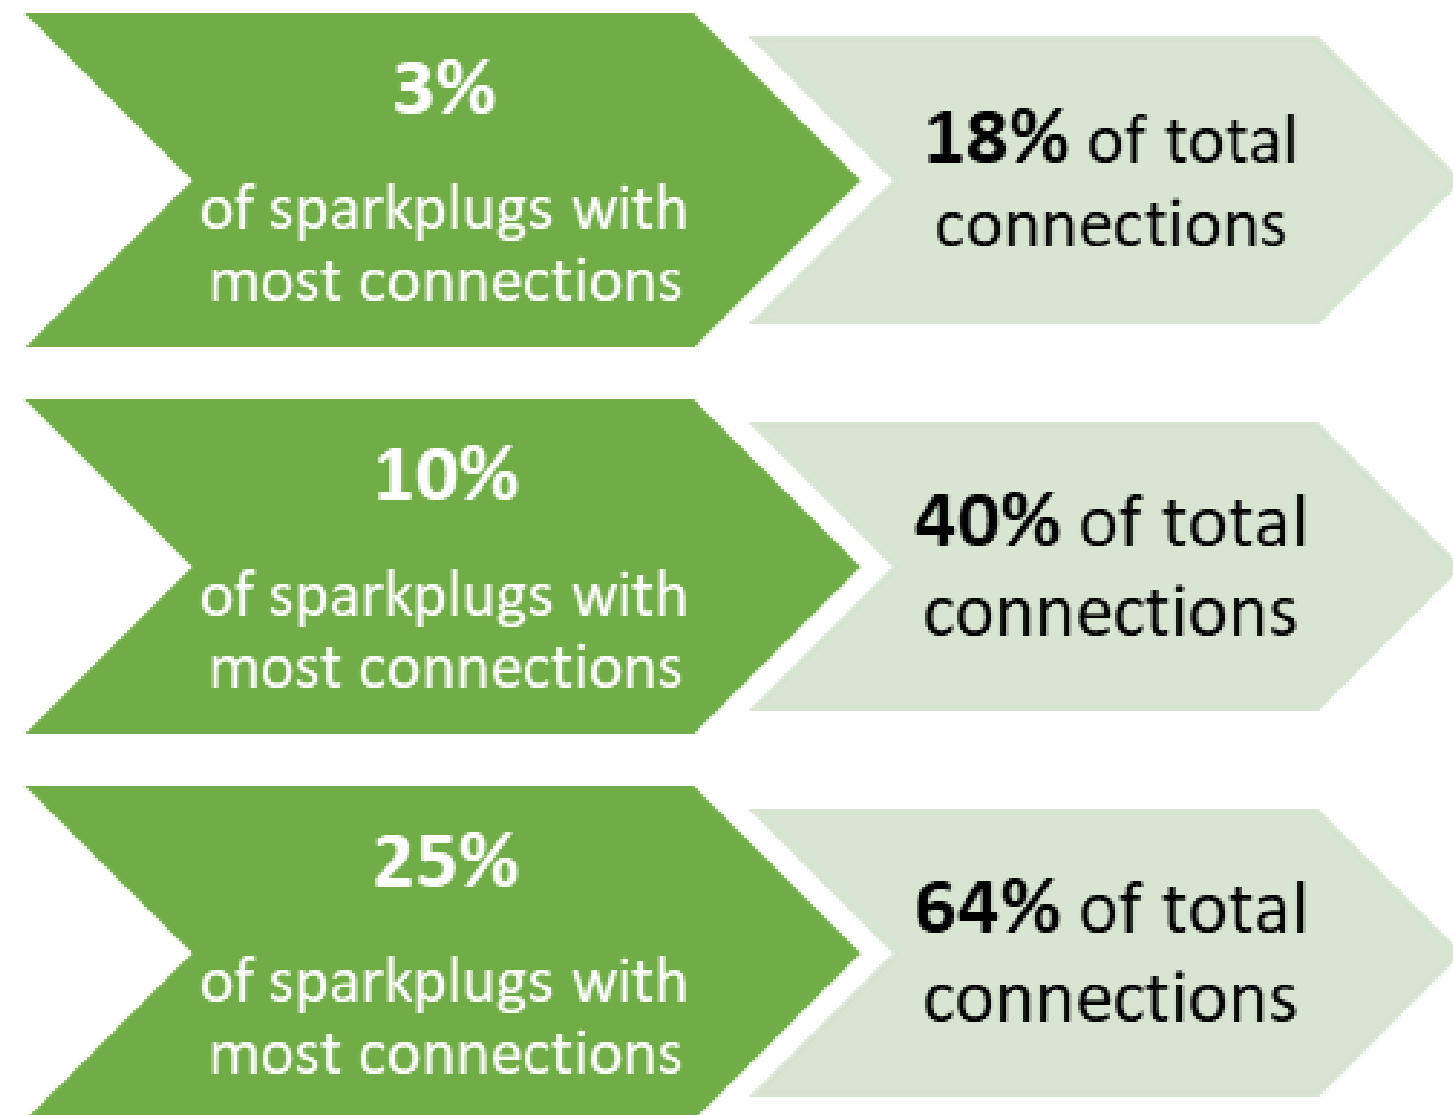 3%
of sparkplugs with
most connections
18% of total
connections
10%
of sparkplugs with
most connections
40% of total
connections
25%
of sparkplugs with
most connections
64% of total
connections